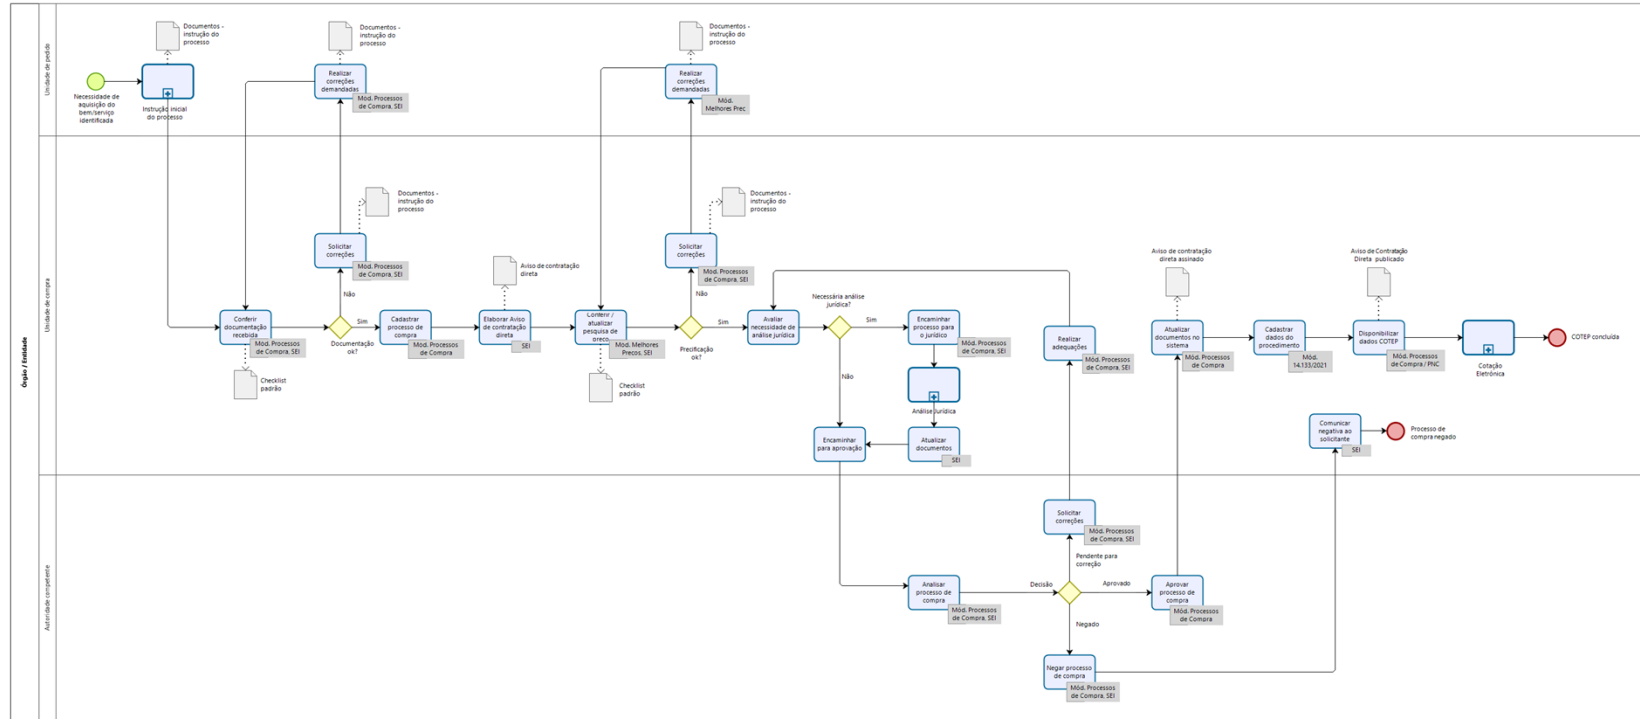 Órgão / Entidade
Unidade de pedido
Necessidade de
aquisição do
bem/serviço
identificada
Documentos -
instrução do
processo
Instrução inicial
do processo
Documentos -
instrução do
processo
Realizar
correções
demandadas
Mód. Processos
de Compra, SEI
Documentos -
instrução do
processo
Realizar
correções
demandadas
Mód.
Melhores Prec
Unidade de compra
Conferir
documentação
recebida
Mód. Processos
de Compra, SEI
Checklist
padrão
Documentação
ok?
Não
Solicitar
correções
Mód. Processos
de Compra, SEI
Documentos -
instrução do
processo
Sim
Cadastrar
processo de
compra
Mód. Processos
de Compra
Elaborar Aviso
de contratação
direta
SEI
Aviso de contratação
direta
Conferir /
atualizar
pesquisa de
preço
Mód. Melhores
Preços, SEI
Checklist
padrão
Precificação
ok?
Não
Solicitar
correções
Mód. Processos
de Compra, SEI
Documentos -
instrução do
processo
Sim
Avaliar
necessidade de
análise jurídica
Necessária análise
jurídica?
Sim
Encaminhar
processo para
o jurídico
Mód. Processos
de Compra, SEI
Análise Jurídica
Atualizar
documentos
SEI
Não
Encaminhar
para aprovação
Realizar
adequações
Mód. Processos
de Compra, SEI
Aviso de contratação
direta assinado
Atualizar
documentos no
sistema
Mód. Processos
de Compra
Cadastrar
dados do
procedimento
Mód.
14.133/2021
Aviso de Contratação
Direta publicado
Disponibilizar
dados COTEP
Mód. Processos
de Compra / PNC
Cotação
Eletrônica
COTEP concluída
Comunicar
negativa ao
solicitante
SEI
Processo de
compra negado
Autoridade competente
Analisar
processo de
compra
Mód. Processos
de Compra, SEI
Decisão
Pendente para
correção
Solicitar
correções
Mód. Processos
de Compra, SEI
Aprovado
Aprovar
processo de
compra
Mód. Processos
de Compra
Negado
Negar processo
de compra
Mód. Processos
de Compra, SEI